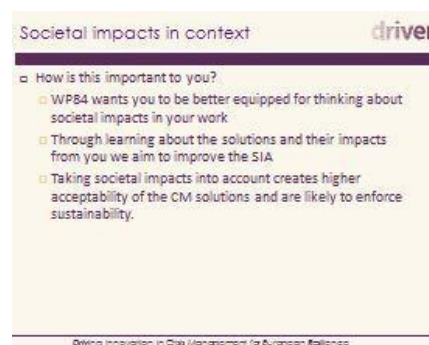 Societal impacts in context
driver
How is this important to you?
WP84 wants you to be better equipped for thinking about
societal impacts in your work
Through learning about the solutions and their impacts
from you we aim to improve the SIA
Taking societal impacts into account creates higher
acceptability of the CM solutions and are likely to enforce
sustainability.
Driving Innovation in Crisis Management for European Resilience